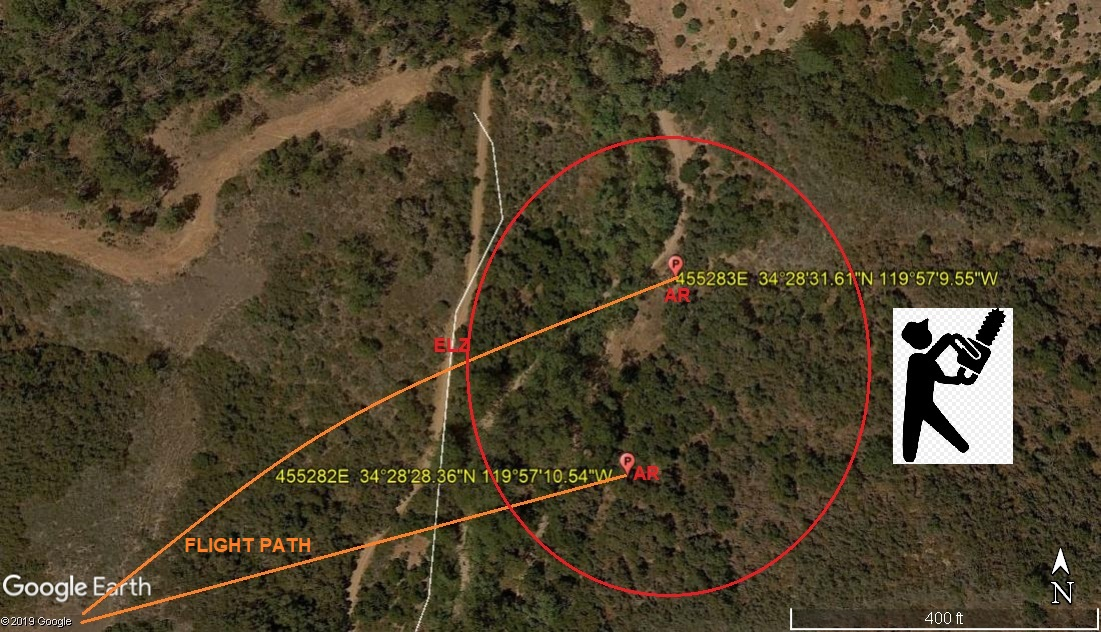 P
455283E 34°28'31.61"N 119°57'9.55"W
AR
ELZ
P
455282E 34°28'28.36"N 119°57'10.54"W
AR
FLIGHT PATH
Google Earth
©2019 Google
N
400 ft